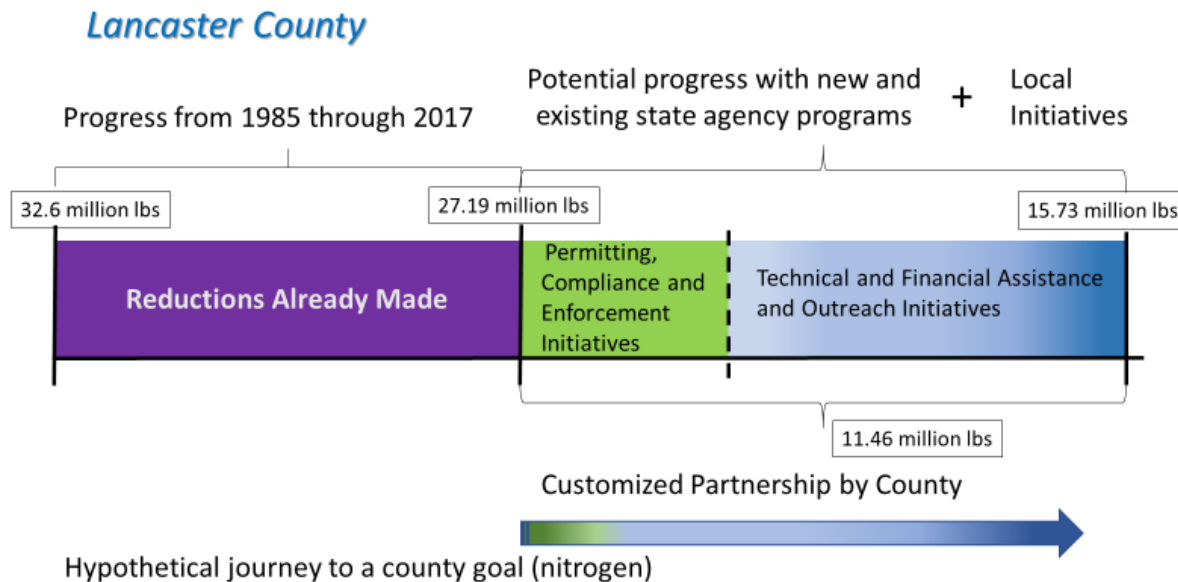 Lancaster County
Progress from 1985 through 2017
Potential progress with new and
existing state agency programs
+
Local
Initiatives
32.6 million lbs
27.19 million lbs
15.73 million lbs
Reductions Already Made
Permitting,
Compliance and
Enforcement
Initiatives
Technical and Financial Assistance
and Outreach Initiatives
11.46 million lbs
Customized Partnership by County
Hypothetical journey to a county goal (nitrogen)